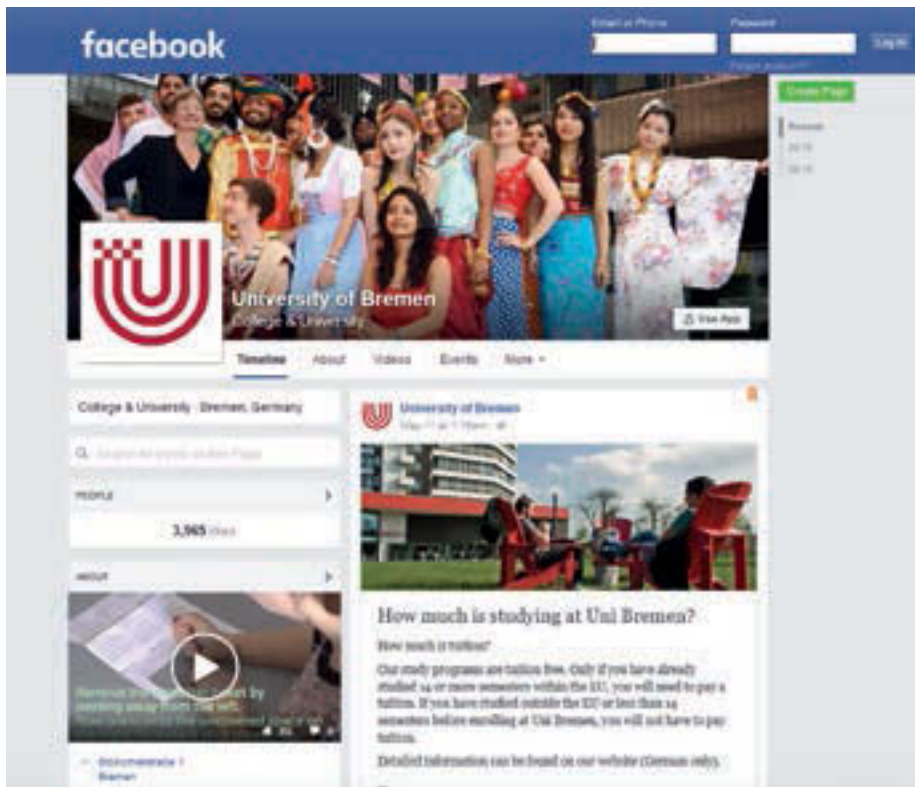 Email or Phone
Password
facebook
Log In
Create Page
University of Bremen
College & University
Timeline
About
Videos
Events
More
College & University · Bremen, Germany
PEOPLE
3,965 likes
ABOUT
University of Bremen
May 11 at
How much is studying at Uni Bremen?
How much is tuition?
Our study programs are tuition free. Only if you have already
studied 14 or more semesters within the EU, you will need to pay a
tuition. If you have studied outside the EU or less than 14
semesters before enrolling at Uni Bremen, you will not have to pay
tuition.
Detailed information can be found on our website (German only).
Bremen